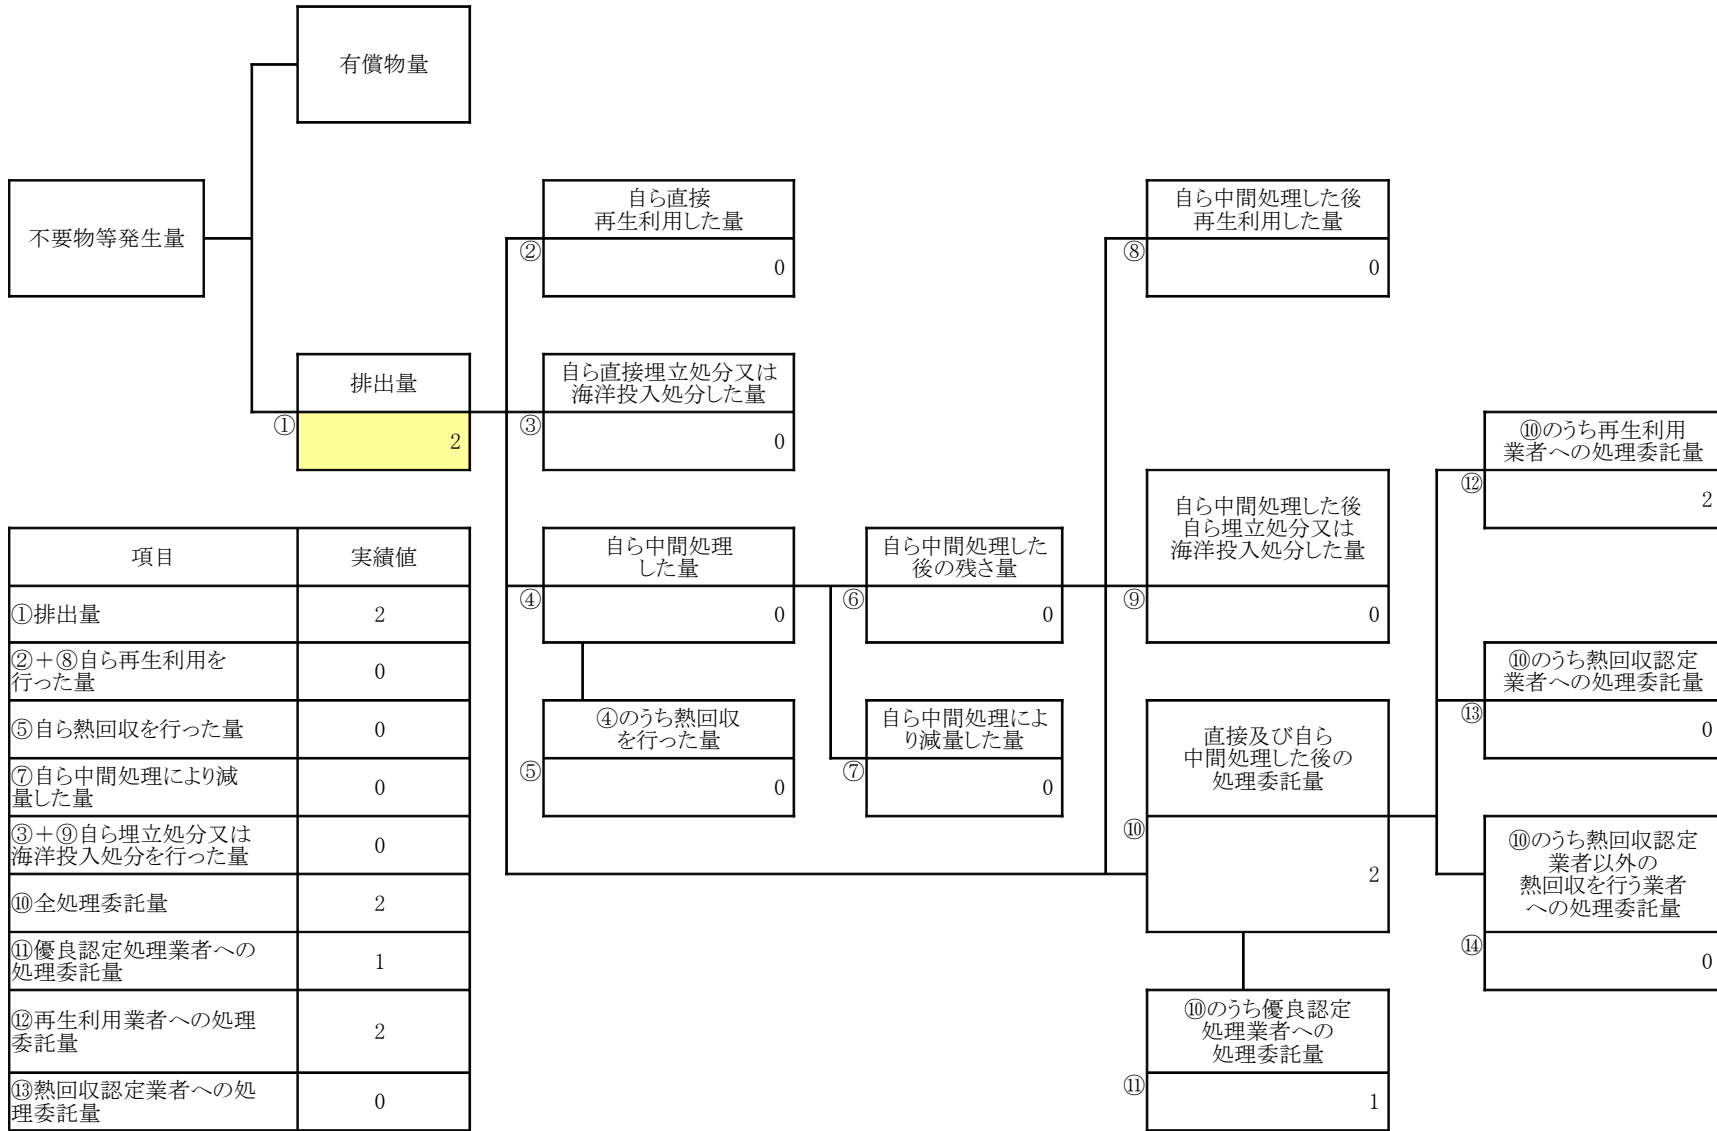 有償物量
不要物等発生量
排出量
①
2
自ら直接
再生利用した量
②
0
自ら直接埋立処分又は
海洋投入処分した量
③
0
自ら中間処理
した量
④
0
④のうち熱回収
を行った量
⑤
0
自ら中間処理した
後の残さ量
⑥
0
自ら中間処理によ
り減量した量
⑦
0
自ら中間処理した後
再生利用した量
⑧
0
自ら中間処理した後
自ら埋立処分又は
海洋投入処分した量
⑨
0
直接及び自ら
中間処理した後の
処理委託量
⑩
2
⑩のうち優良認定
処理業者への
処理委託量
⑪
1
⑩のうち再生利用
業者への処理委託量
⑫
2
⑩のうち熱回収認定
業者への処理委託量
⑬
0
⑩のうち熱回収認定
業者以外の
熱回収を行う業者
への処理委託量
⑭
0
項目 実績値
①排出量 2
②＋⑧自ら再生利用を
行った量 0
⑤自ら熱回収を行った量 0
⑦自ら中間処理により減
量した量 0
③＋⑨自ら埋立処分又は
海洋投入処分を行った量 0
⑩全処理委託量 2
⑪優良認定処理業者への
処理委託量 1
⑫再生利用業者への処理
委託量 2
⑬熱回収認定業者への処
理委託量 0